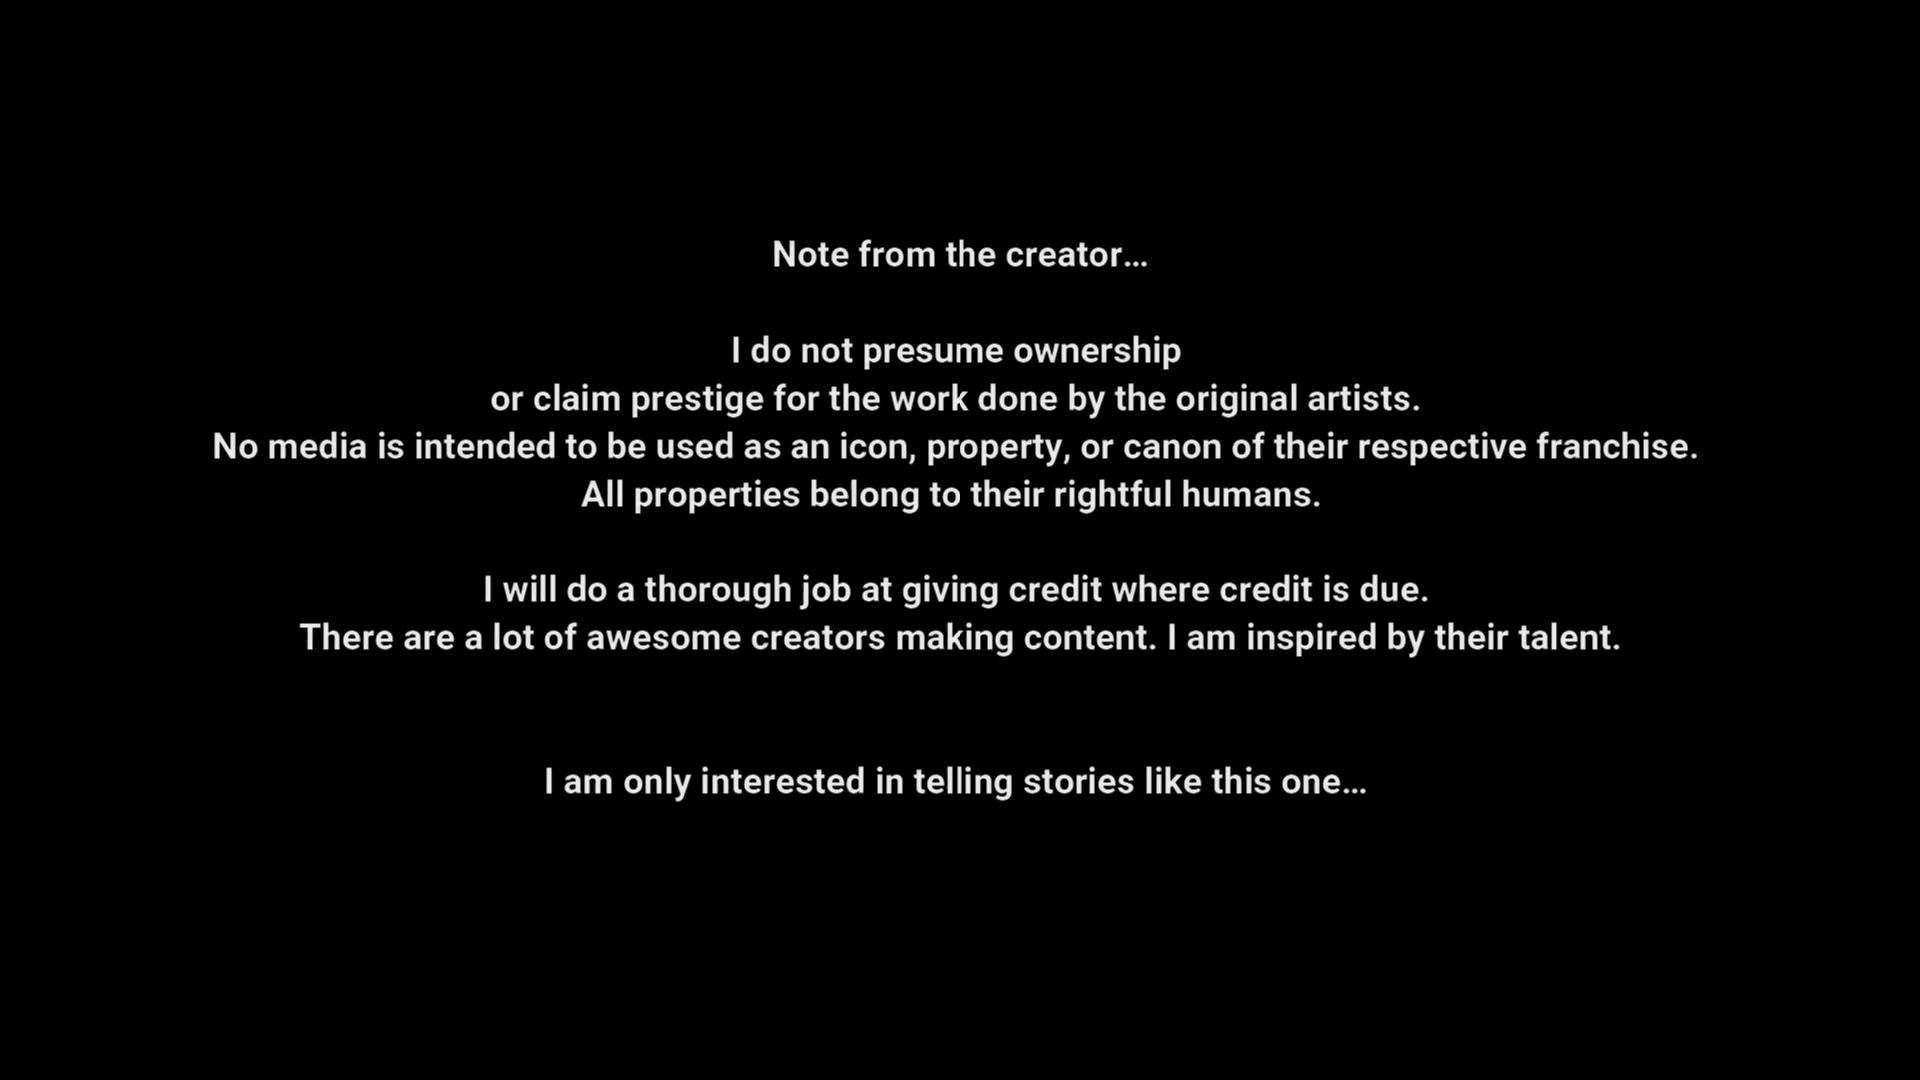 Note from the creator…
I do not presume ownership
or claim prestige for the work done by the original artists.
No media is intended to be used as an icon, property, or canon of their respective franchise.
All properties belong to their rightful humans.
I will do a thorough job at giving credit where credit is due.
There are a lot of awesome creators making content. I am inspired by their talent.
I am only interested in telling stories like this one…